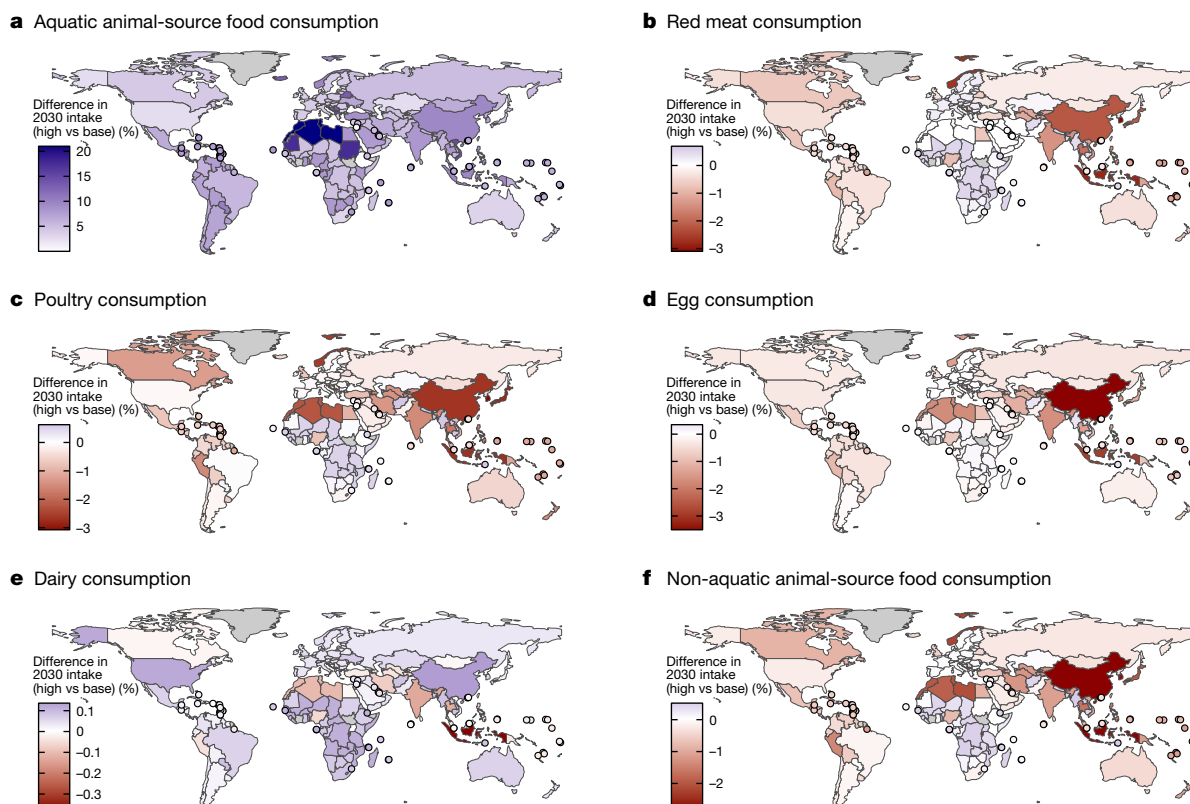 a Aquatic animal-source food consumption
Difference in
2030 intake
(high vs base) (%)
20
15
10
5
b Red meat consumption
Difference in
2030 intake
(high vs base) (%)
0
−1
−2
−3
c Poultry consumption
Difference in
2030 intake
(high vs base) (%)
0
−1
−2
−3
d Egg consumption
Difference in
2030 intake
(high vs base) (%)
0
−1
−2
−3
e Dairy consumption
Difference in
2030 intake
(high vs base) (%)
0.1
0
−0.1
−0.2
−0.3
f Non-aquatic animal-source food consumption
Difference in
2030 intake
(high vs base) (%)
0
−1
−2